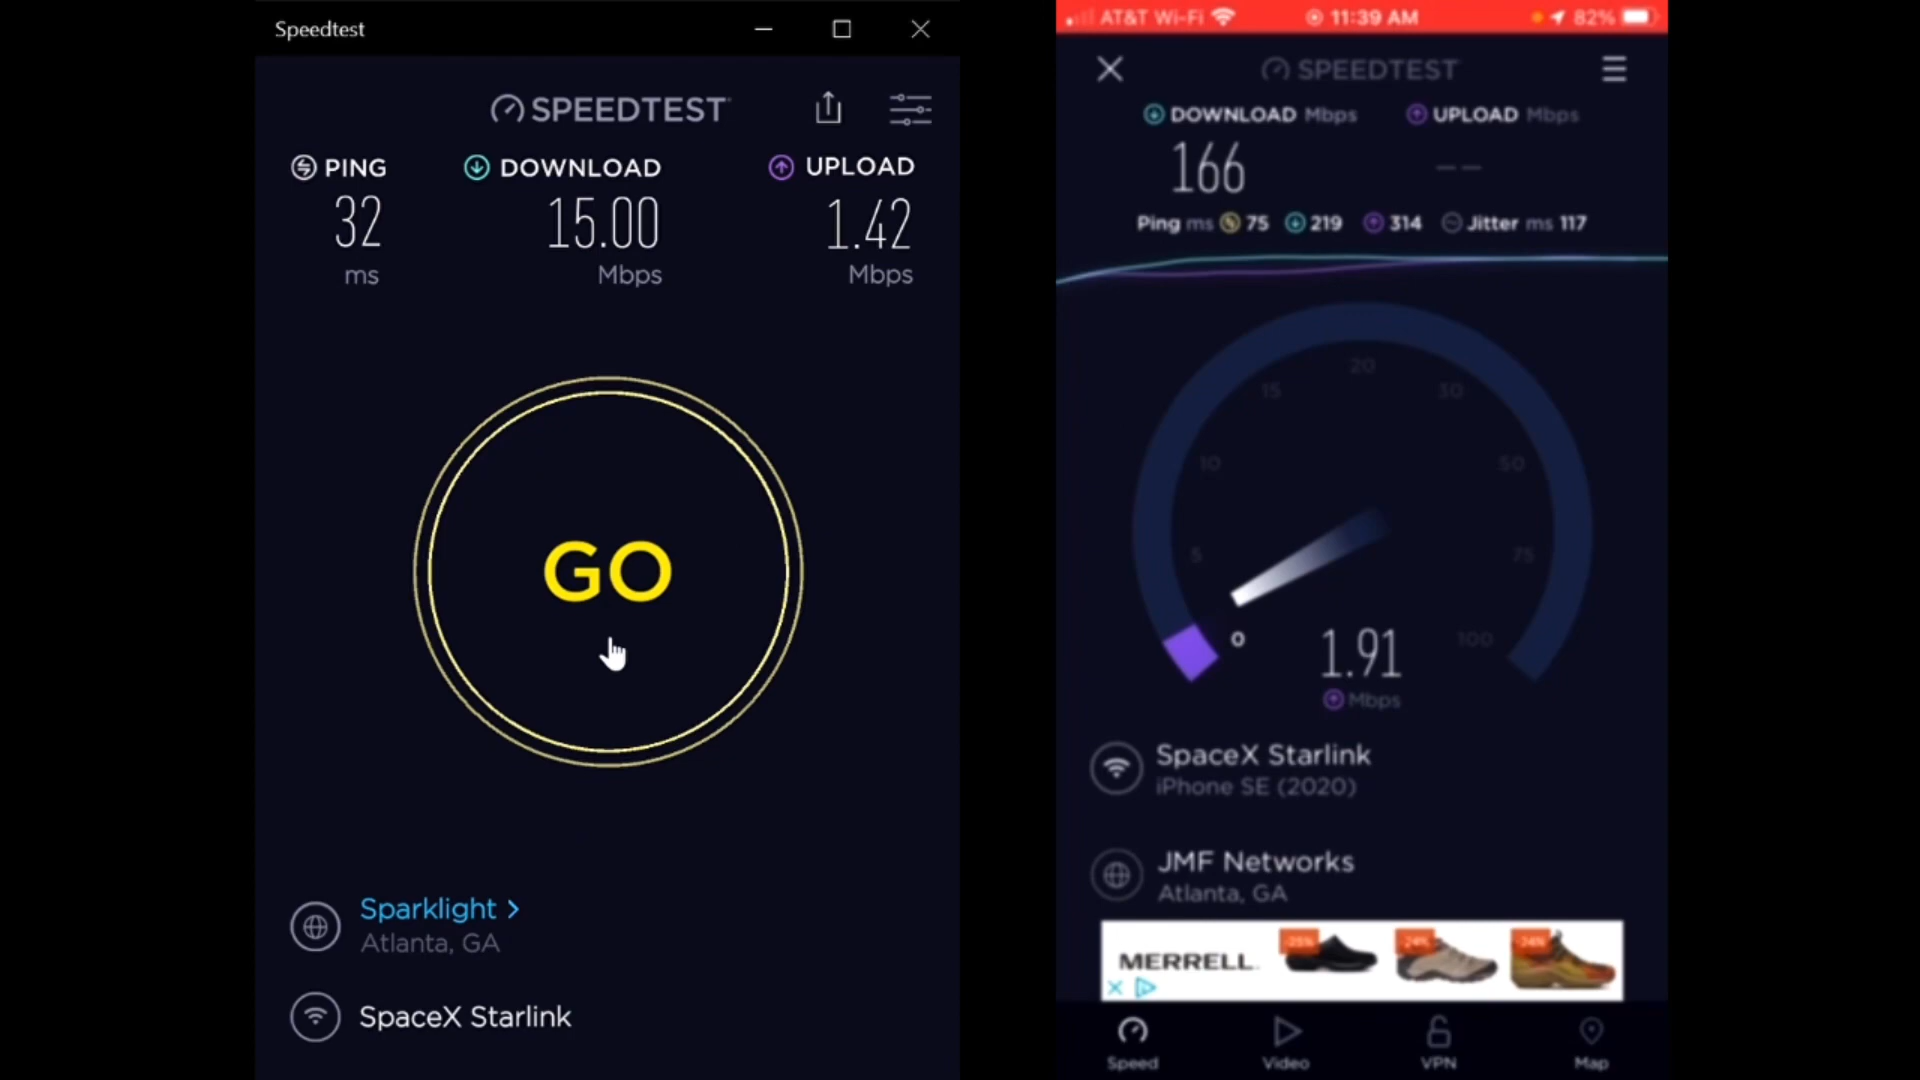 Speedtest
SPEEDTEST
PING
DOWNLOAD
UPLOAD
32
15.00
1.42
ms
Mbps
Mbps
GO
Sparklight >
Atlanta, GA
SpaceX Starlink
AT&T Wi-Fi
11:39 AM
82%
SPEEDTEST
DOWNLOAD Mbps
UPLOAD Mbps
166
Ping ms 75 219 314 Jitter ms 117
20
15
30
10
50
5
75
0
100
1.91
Mbps
SpaceX Starlink
iPhone SE (2020)
JMF Networks
Atlanta, GA
MERRELL
-24%
Speed
Video
VPN
Map